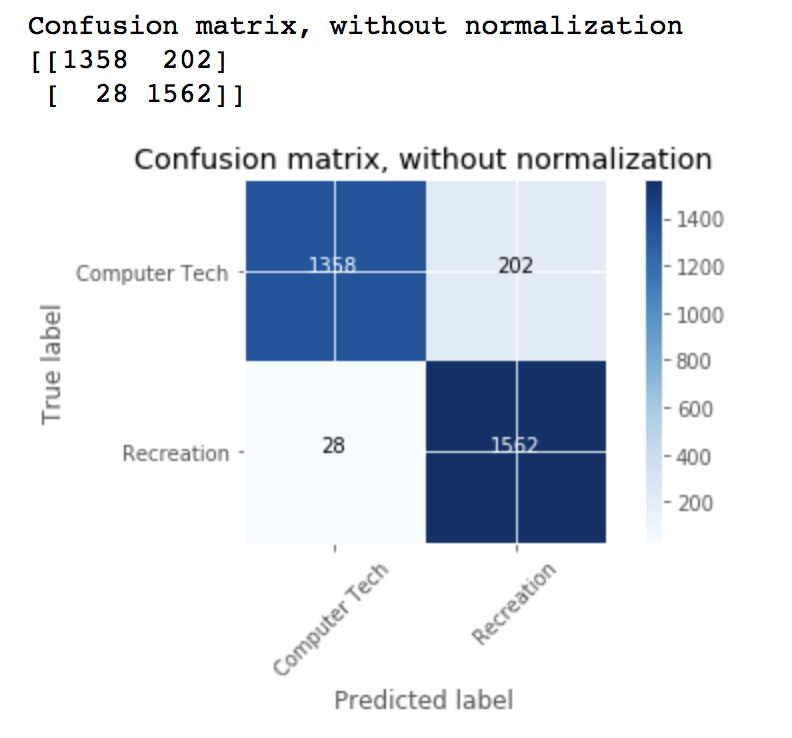 Confusion matrix, without normalization
[[1358  202]
 [  28 1562]]
Confusion matrix, without normalization
1358 202
28 1562
Computer Tech
Recreation
True label
Computer Tech
Recreation
Predicted label
1400
1200
1000
800
600
400
200